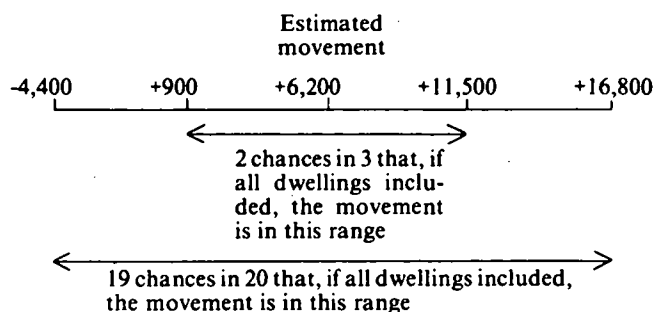 Estimated
movement
-4,400 +900 +6,200 +11,500 +16,800
2 chances in 3 that, if
all dwellings inclu-
ded, the movement
is in this range
19 chances in 20 that, if all dwellings included,
the movement is in this range